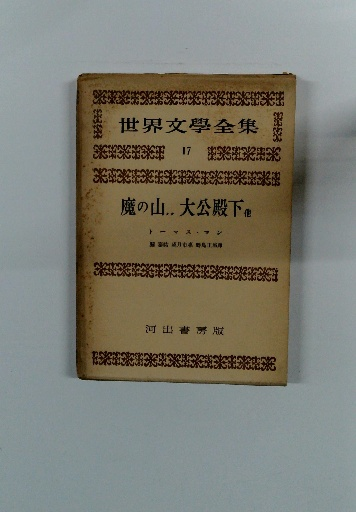 世界文學全集
17
魔の山 大公殿下 他
トーマス・マン
河出書房版